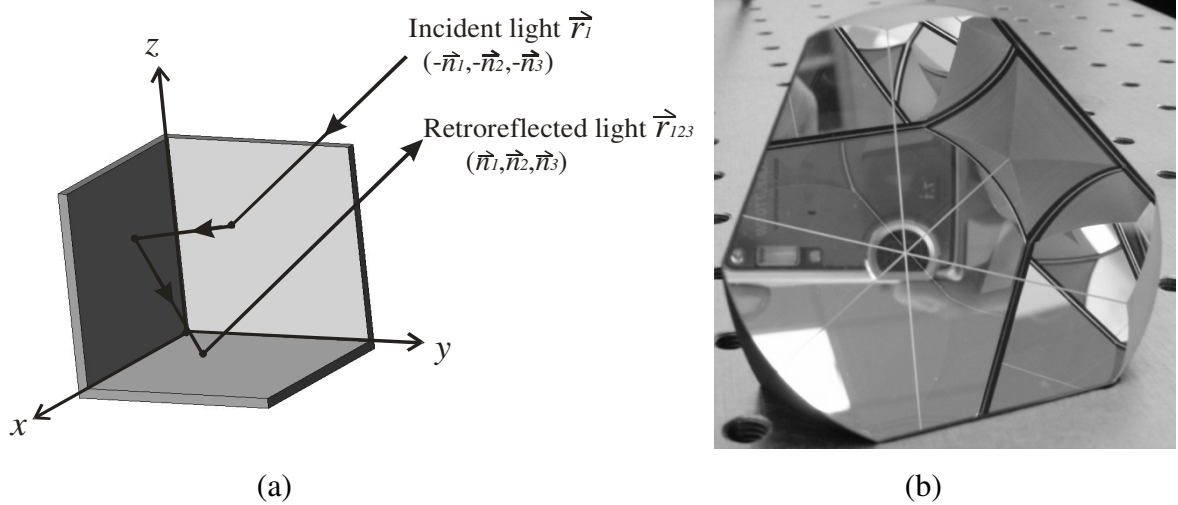 z
Incident light r₁
(-n₁,-n₂,-n₃)
Retroreflected light r₁₂₃
(n₁,n₂,n₃)
y
x
(a)
(b)